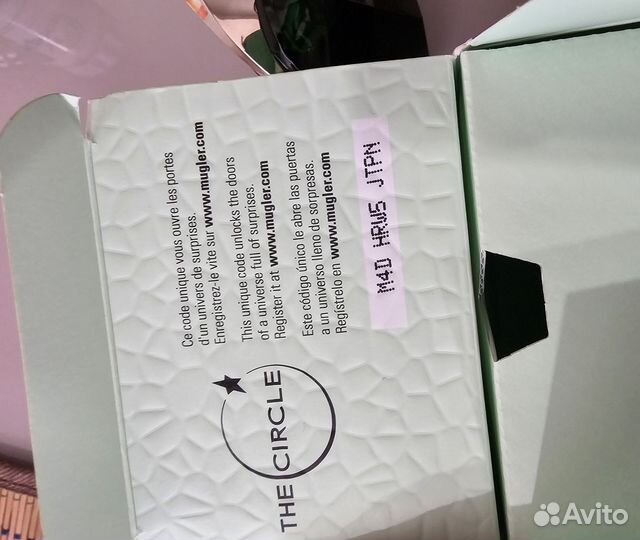 THE CIRCLE
Ce code unique vous ouvre les portes
d'un univers de surprises.
Enregistrez-le vite sur www.mugler.com
This unique code unlocks the doors
of a universe full of surprises.
Register it at www.mugler.com
Este código único le abre las puertas
a un universo lleno de sorpresas.
Regístrelo en www.mugler.com
M4D HRW5 JTPN
Avito